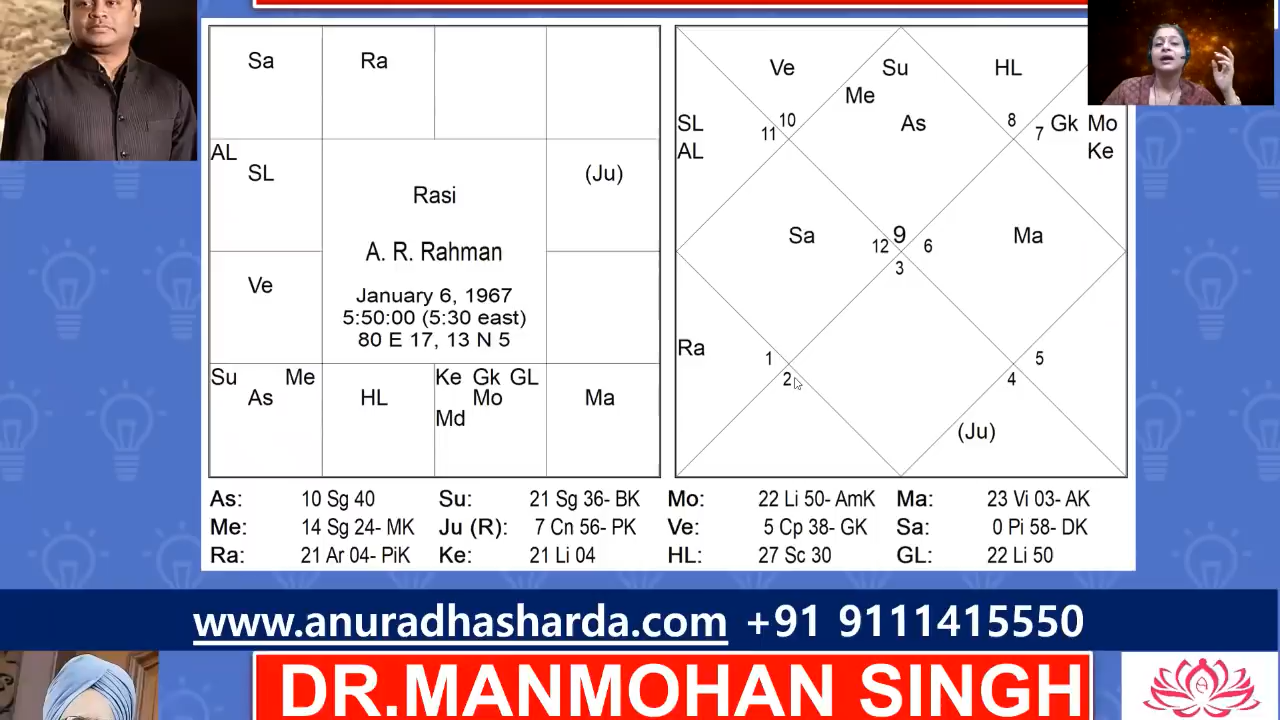 Sa Ra
AL
SL
(Ju)
Rasi
A. R. Rahman
January 6, 1967
5:50:00 (5:30 east)
80 E 17, 13 N 5
Ve
Su Me
As
HL
Ke Gk GL
Mo
Md
Ma
Ve Su HL
Me
As
SL
AL
11 10
8 7
Gk Mo
Ke
Sa
12 9 6
3
Ma
Ra
1
2
5
4
(Ju)
As: 10 Sg 40 Su: 21 Sg 36- BK Mo: 22 Li 50- AmK Ma: 23 Vi 03- AK
Me: 14 Sg 24- MK Ju (R): 7 Cn 56- PK Ve: 5 Cp 38- GK Sa: 0 Pi 58- DK
Ra: 21 Ar 04- PiK Ke: 21 Li 04 HL: 27 Sc 30 GL: 22 Li 50
www.anuradhasharda.com +91 9111415550
DR.MANMOHAN SINGH